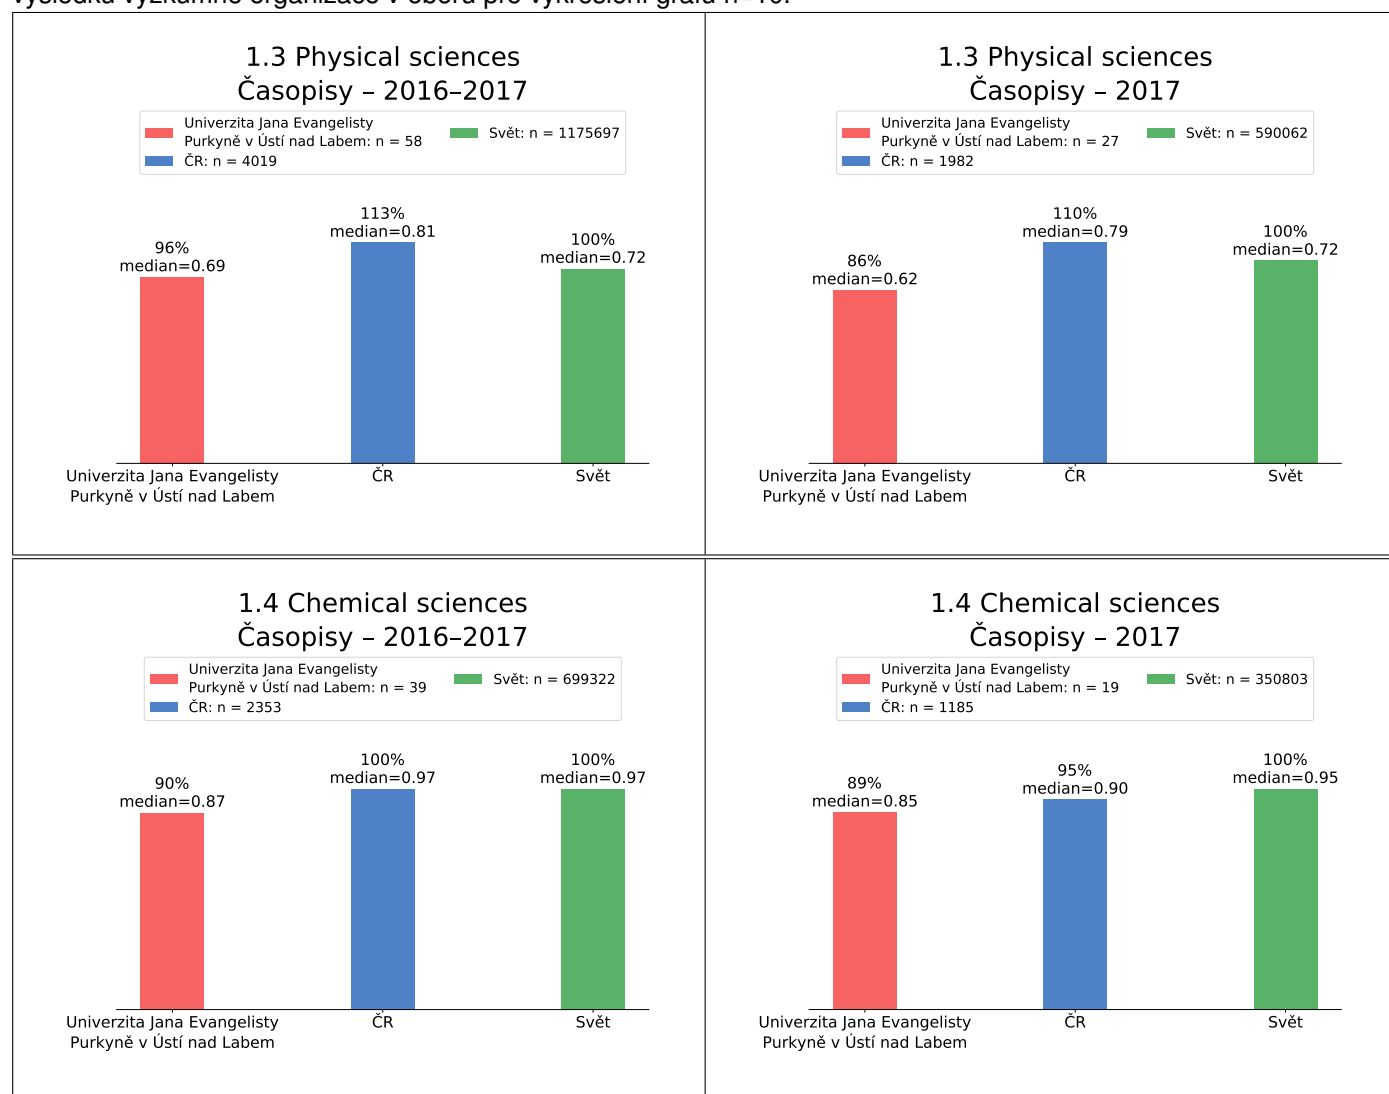 výsledků výzkumné organizace v oboru pro vykreslení grafu n=10.
1.3 Physical sciences
Časopisy – 2016–2017
Univerzita Jana Evangelisty
Purkyně v Ústí nad Labem: n = 58
ČR: n = 4019
Svět: n = 1175697
96%
median=0.69
113%
median=0.81
100%
median=0.72
Univerzita Jana Evangelisty
Purkyně v Ústí nad Labem
ČR
Svět
1.3 Physical sciences
Časopisy – 2017
Univerzita Jana Evangelisty
Purkyně v Ústí nad Labem: n = 27
ČR: n = 1982
Svět: n = 590062
86%
median=0.62
110%
median=0.79
100%
median=0.72
Univerzita Jana Evangelisty
Purkyně v Ústí nad Labem
ČR
Svět
1.4 Chemical sciences
Časopisy – 2016–2017
Univerzita Jana Evangelisty
Purkyně v Ústí nad Labem: n = 39
ČR: n = 2353
Svět: n = 699322
90%
median=0.87
100%
median=0.97
100%
median=0.97
Univerzita Jana Evangelisty
Purkyně v Ústí nad Labem
ČR
Svět
1.4 Chemical sciences
Časopisy – 2017
Univerzita Jana Evangelisty
Purkyně v Ústí nad Labem: n = 19
ČR: n = 1185
Svět: n = 350803
89%
median=0.85
95%
median=0.90
100%
median=0.95
Univerzita Jana Evangelisty
Purkyně v Ústí nad Labem
ČR
Svět